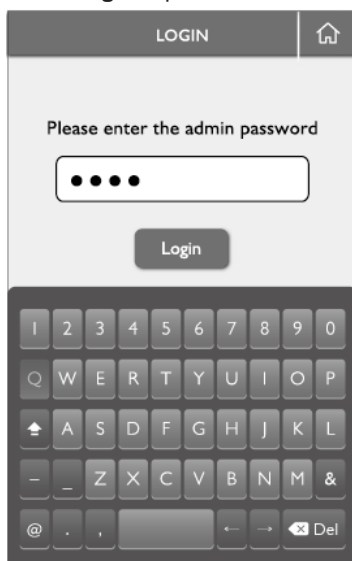 LOGIN
Please enter the admin password
••••
Login
1 2 3 4 5 6 7 8 9 0
Q W E R T Y U I O P
A S D F G H J K L
- _ Z X C V B N M &
@ . , ← → Del